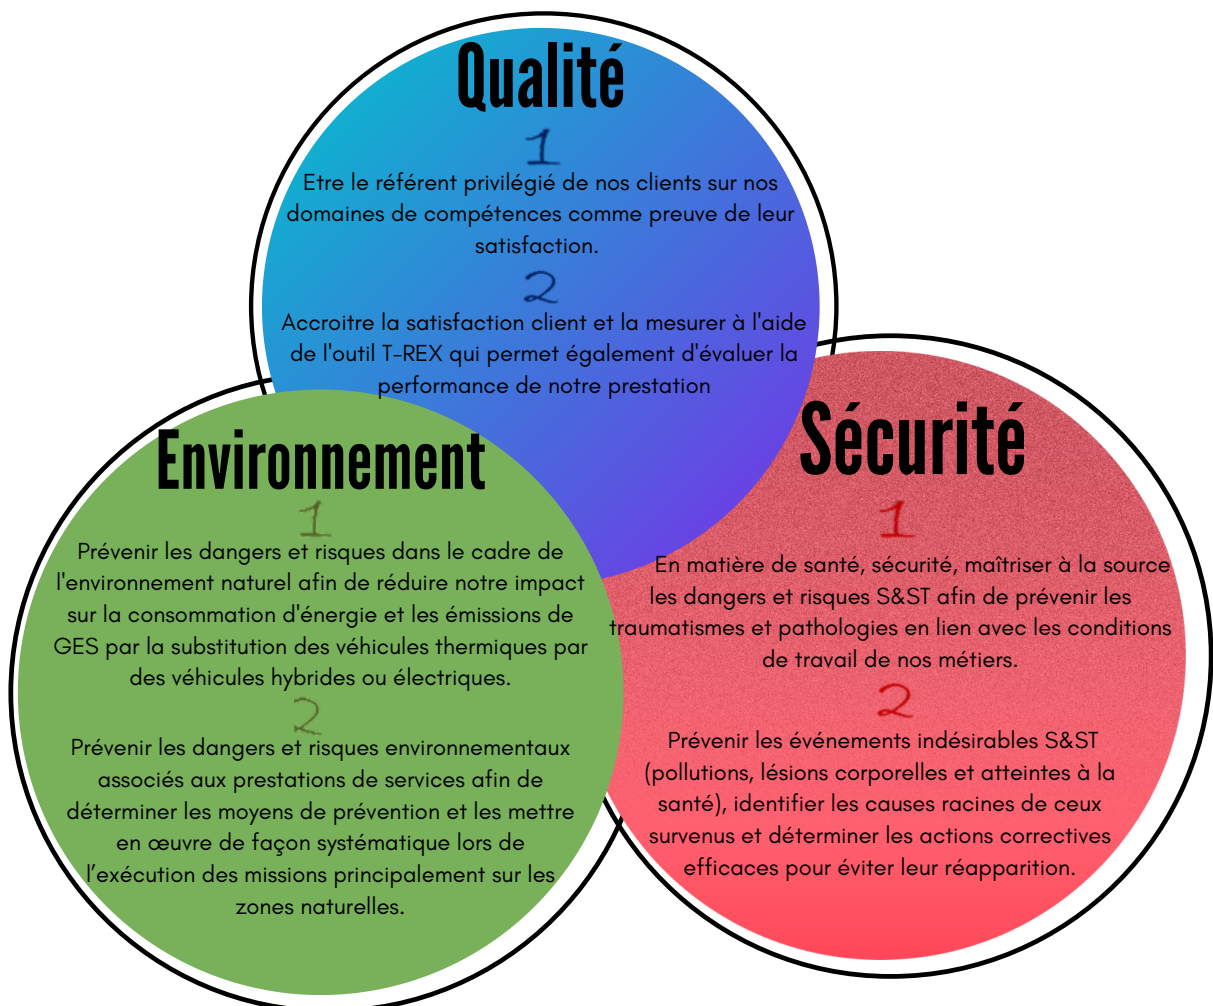 Qualité
1
Etre le référent privilégié de nos clients sur nos
domaines de compétences comme preuve de leur
satisfaction.
2
Accroitre la satisfaction client et la mesurer à l'aide
de l'outil T-REX qui permet également d'évaluer la
performance de notre prestation
Environnement
1
Prévenir les dangers et risques dans le cadre de
l'environnement naturel afin de réduire notre impact
sur la consommation d'énergie et les émissions de
GES par la substitution des véhicules thermiques par
des véhicules hybrides ou électriques.
2
Prévenir les dangers et risques environnementaux
associés aux prestations de services afin de
déterminer les moyens de prévention et les mettre
en œuvre de façon systématique lors de
l’exécution des missions principalement sur les
zones naturelles.
Sécurité
1
En matière de santé, sécurité, maîtriser à la source
les dangers et risques S&ST afin de prévenir les
traumatismes et pathologies en lien avec les conditions
de travail de nos métiers.
2
Prévenir les événements indésirables S&ST
(pollutions, lésions corporelles et atteintes à la
santé), identifier les causes racines de ceux
survenus et déterminer les actions correctives
efficaces pour éviter leur réapparition.